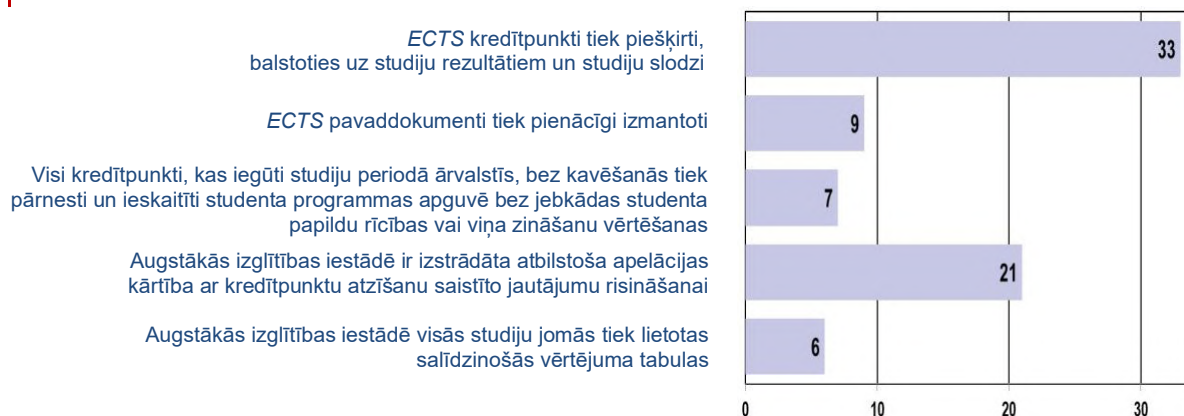 ECTS kredītpunkti tiek piešķirti,
balstoties uz studiju rezultātiem un studiju slodzi
33
ECTS pavaddokumenti tiek pienācīgi izmantoti
9
Visi kredītpunkti, kas iegūti studiju periodā ārvalstīs, bez kavēšanās tiek
pārnesti un ieskaitīti studenta programmas apguvē bez jebkādas studenta
papildu rīcības vai viņa zināšanu vērtēšanas
7
Augstākās izglītības iestādē ir izstrādāta atbilstoša apelācijas
kārtība ar kredītpunktu atzīšanu saistīto jautājumu risināšanai
21
Augstākās izglītības iestādē visās studiju jomās tiek lietotas
salīdzinošās vērtējuma tabulas
6
0 10 20 30